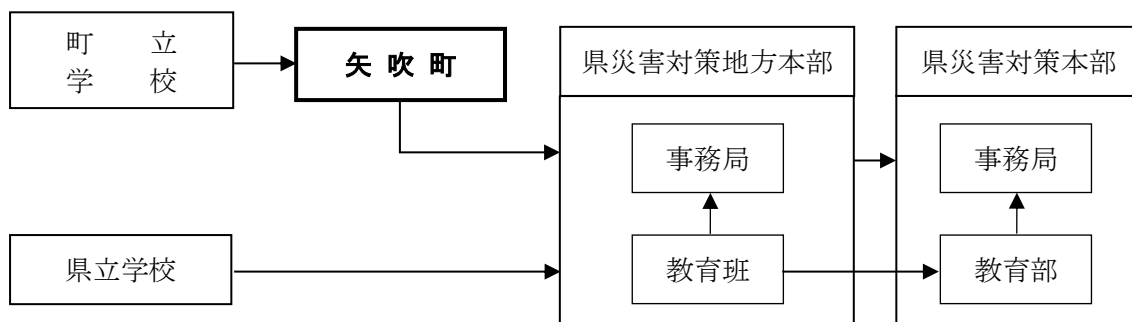 町 立
学 校
矢 吹 町
県災害対策地方本部
県災害対策本部
事務局
事務局
県立学校
教育班
教育部